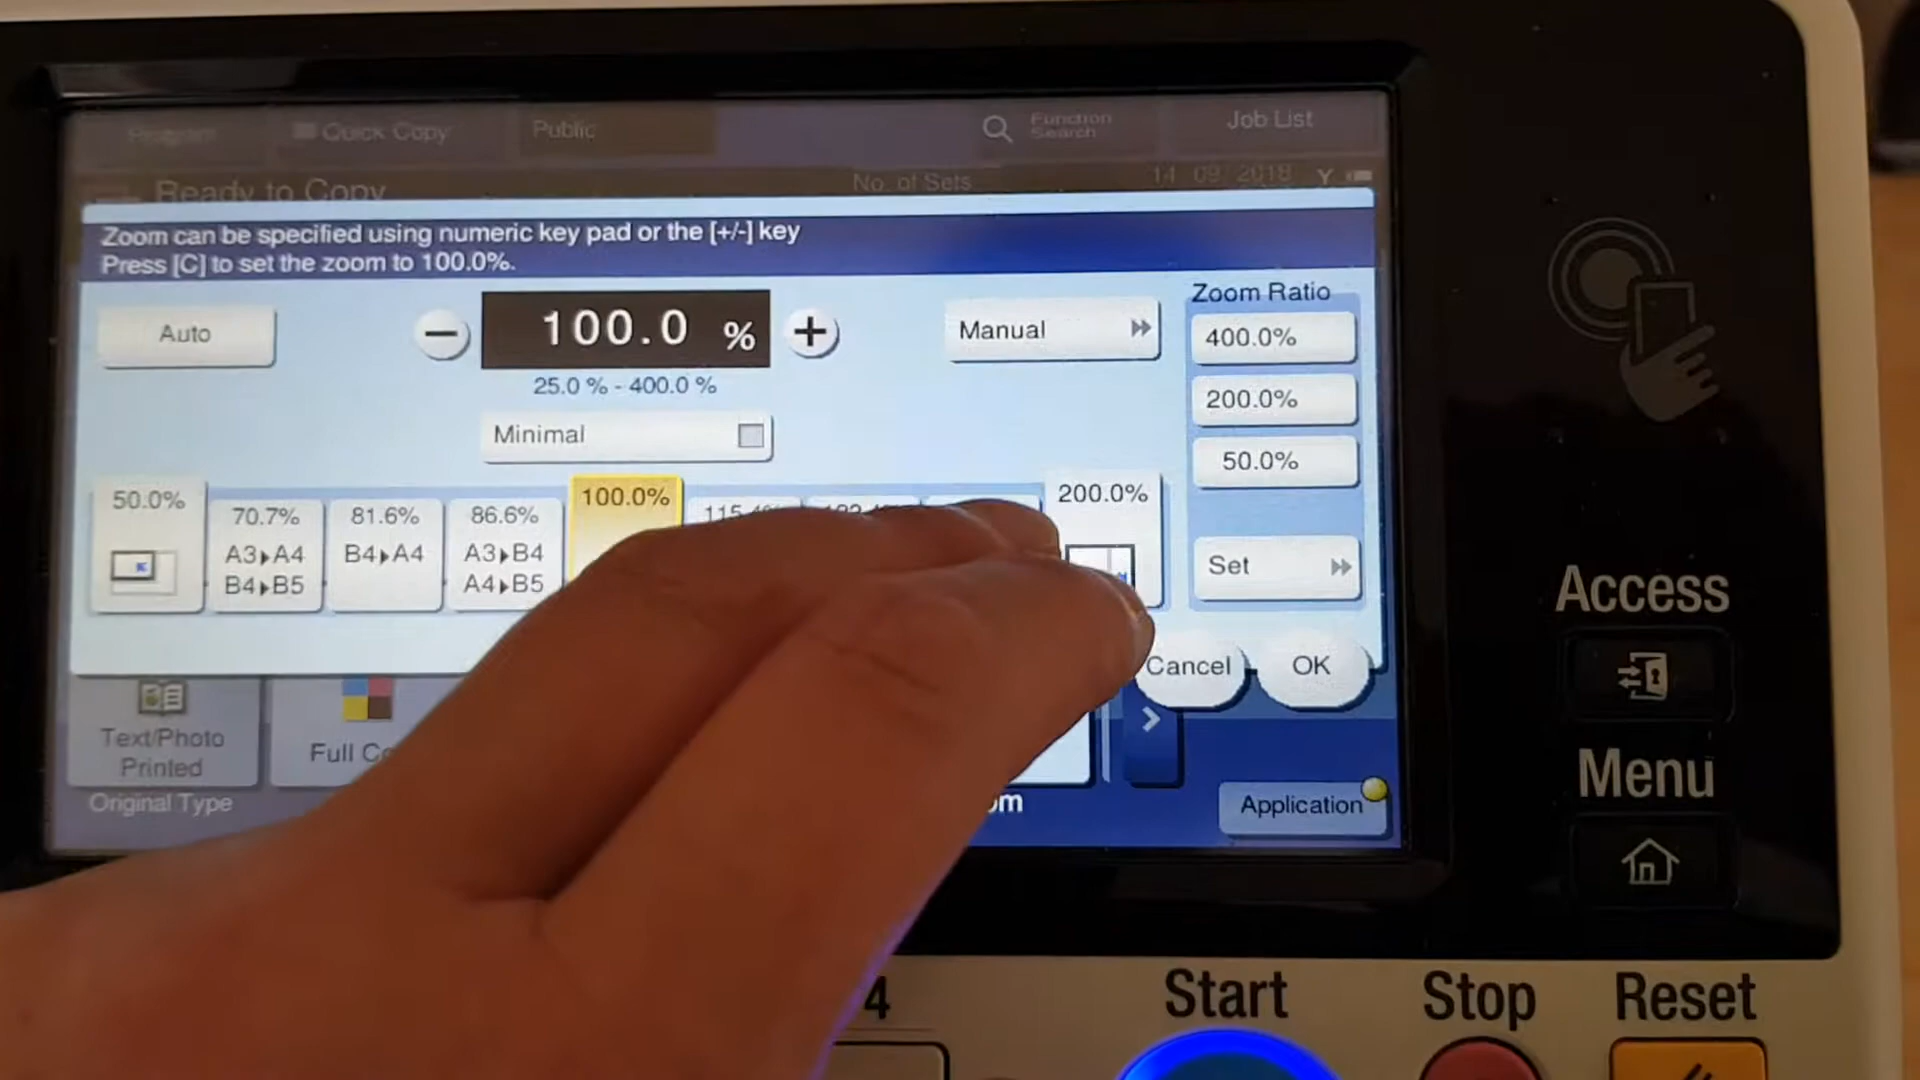 Program
Quick Copy
Public
Function
Search
Job List
Ready to Copy
No. of Sets
14 09 2018
Y
Zoom can be specified using numeric key pad or the [+/-] key
Press [C] to set the zoom to 100.0%.
Auto
−
100.0 %
+
25.0 % - 400.0 %
Minimal
Manual
Zoom Ratio
400.0%
200.0%
50.0%
Set
50.0%
70.7%
A3▸A4
B4▸B5
81.6%
B4▸A4
86.6%
A3▸B4
A4▸B5
100.0%
200.0%
Cancel
OK
Text/Photo
Printed
Original Type
Full
Application
Access
Menu
4
Start
Stop
Reset